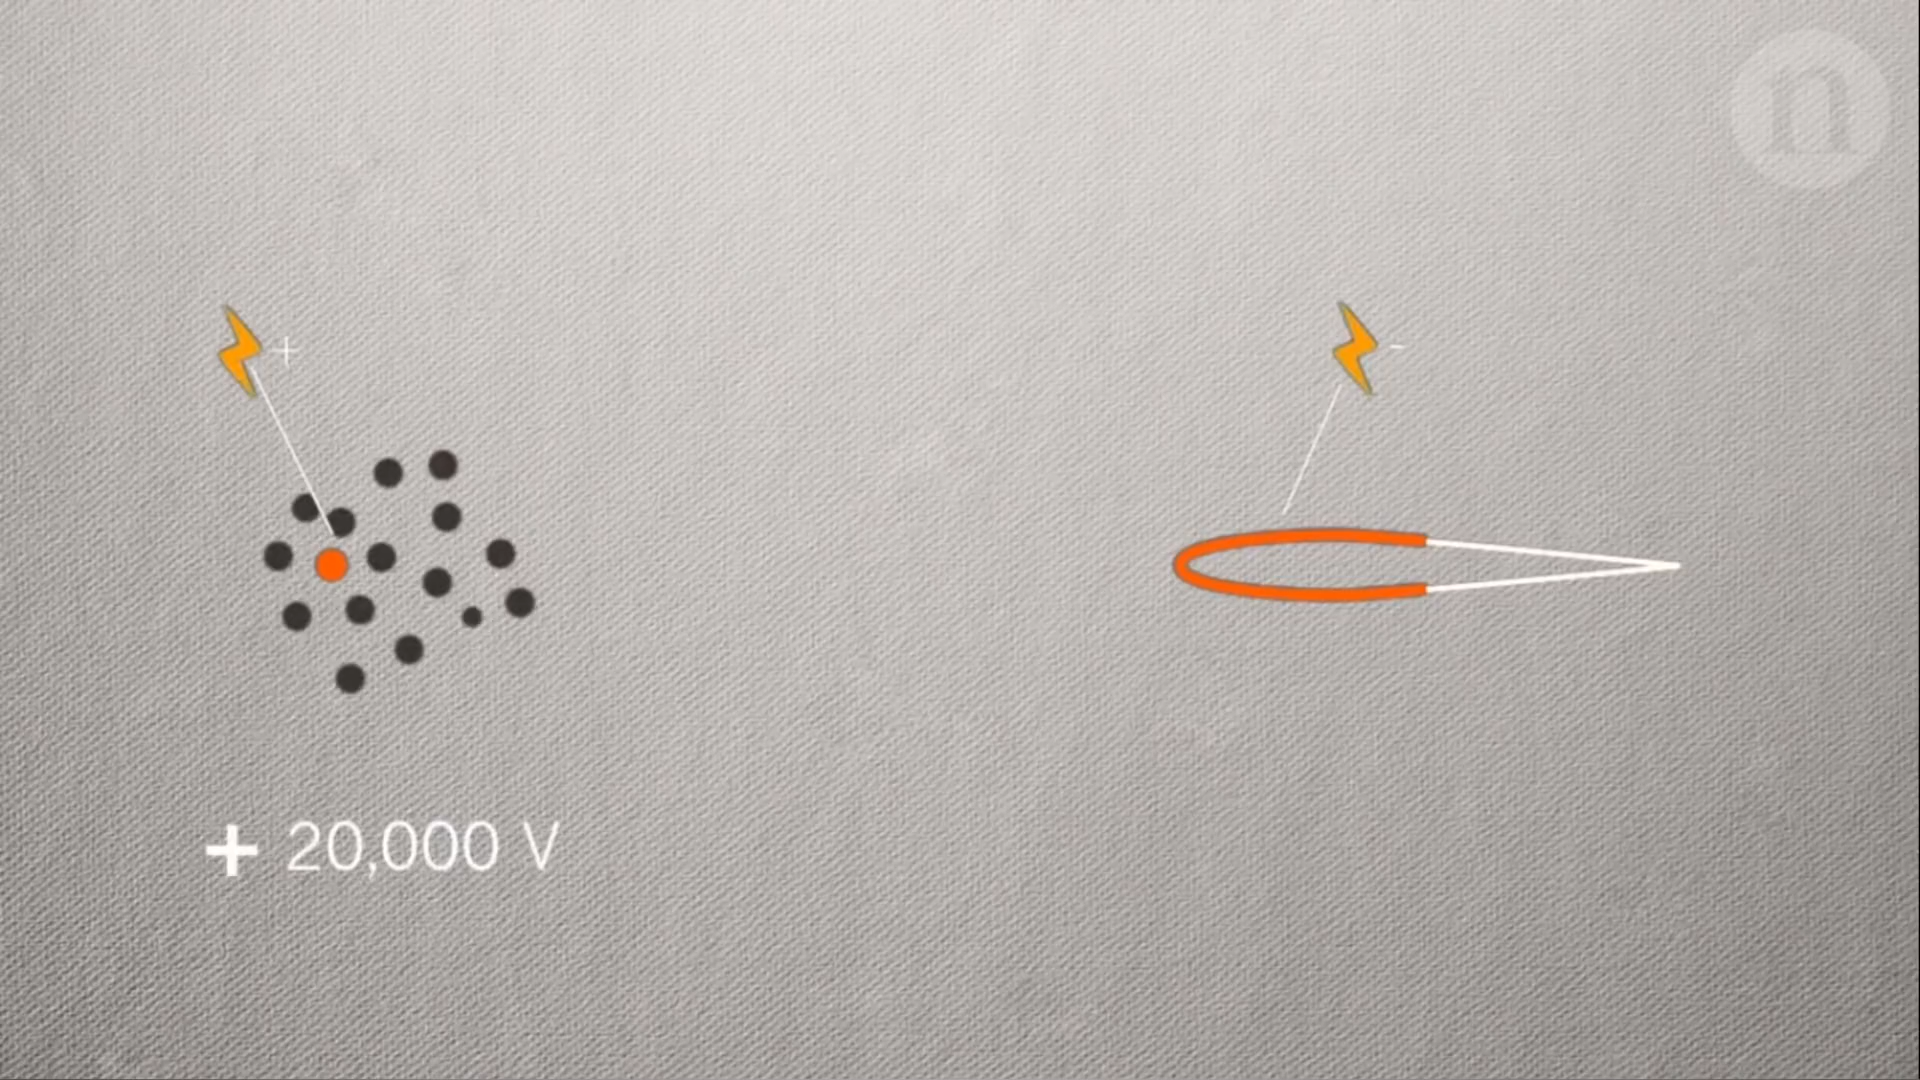 n
+
-
+ 20,000 V